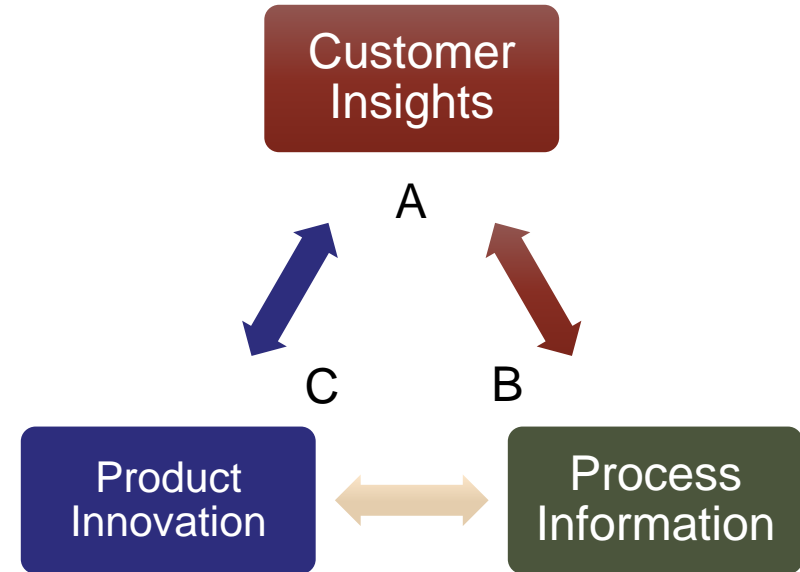 Customer
Insights
A
C
B
Product
Innovation
Process
Information